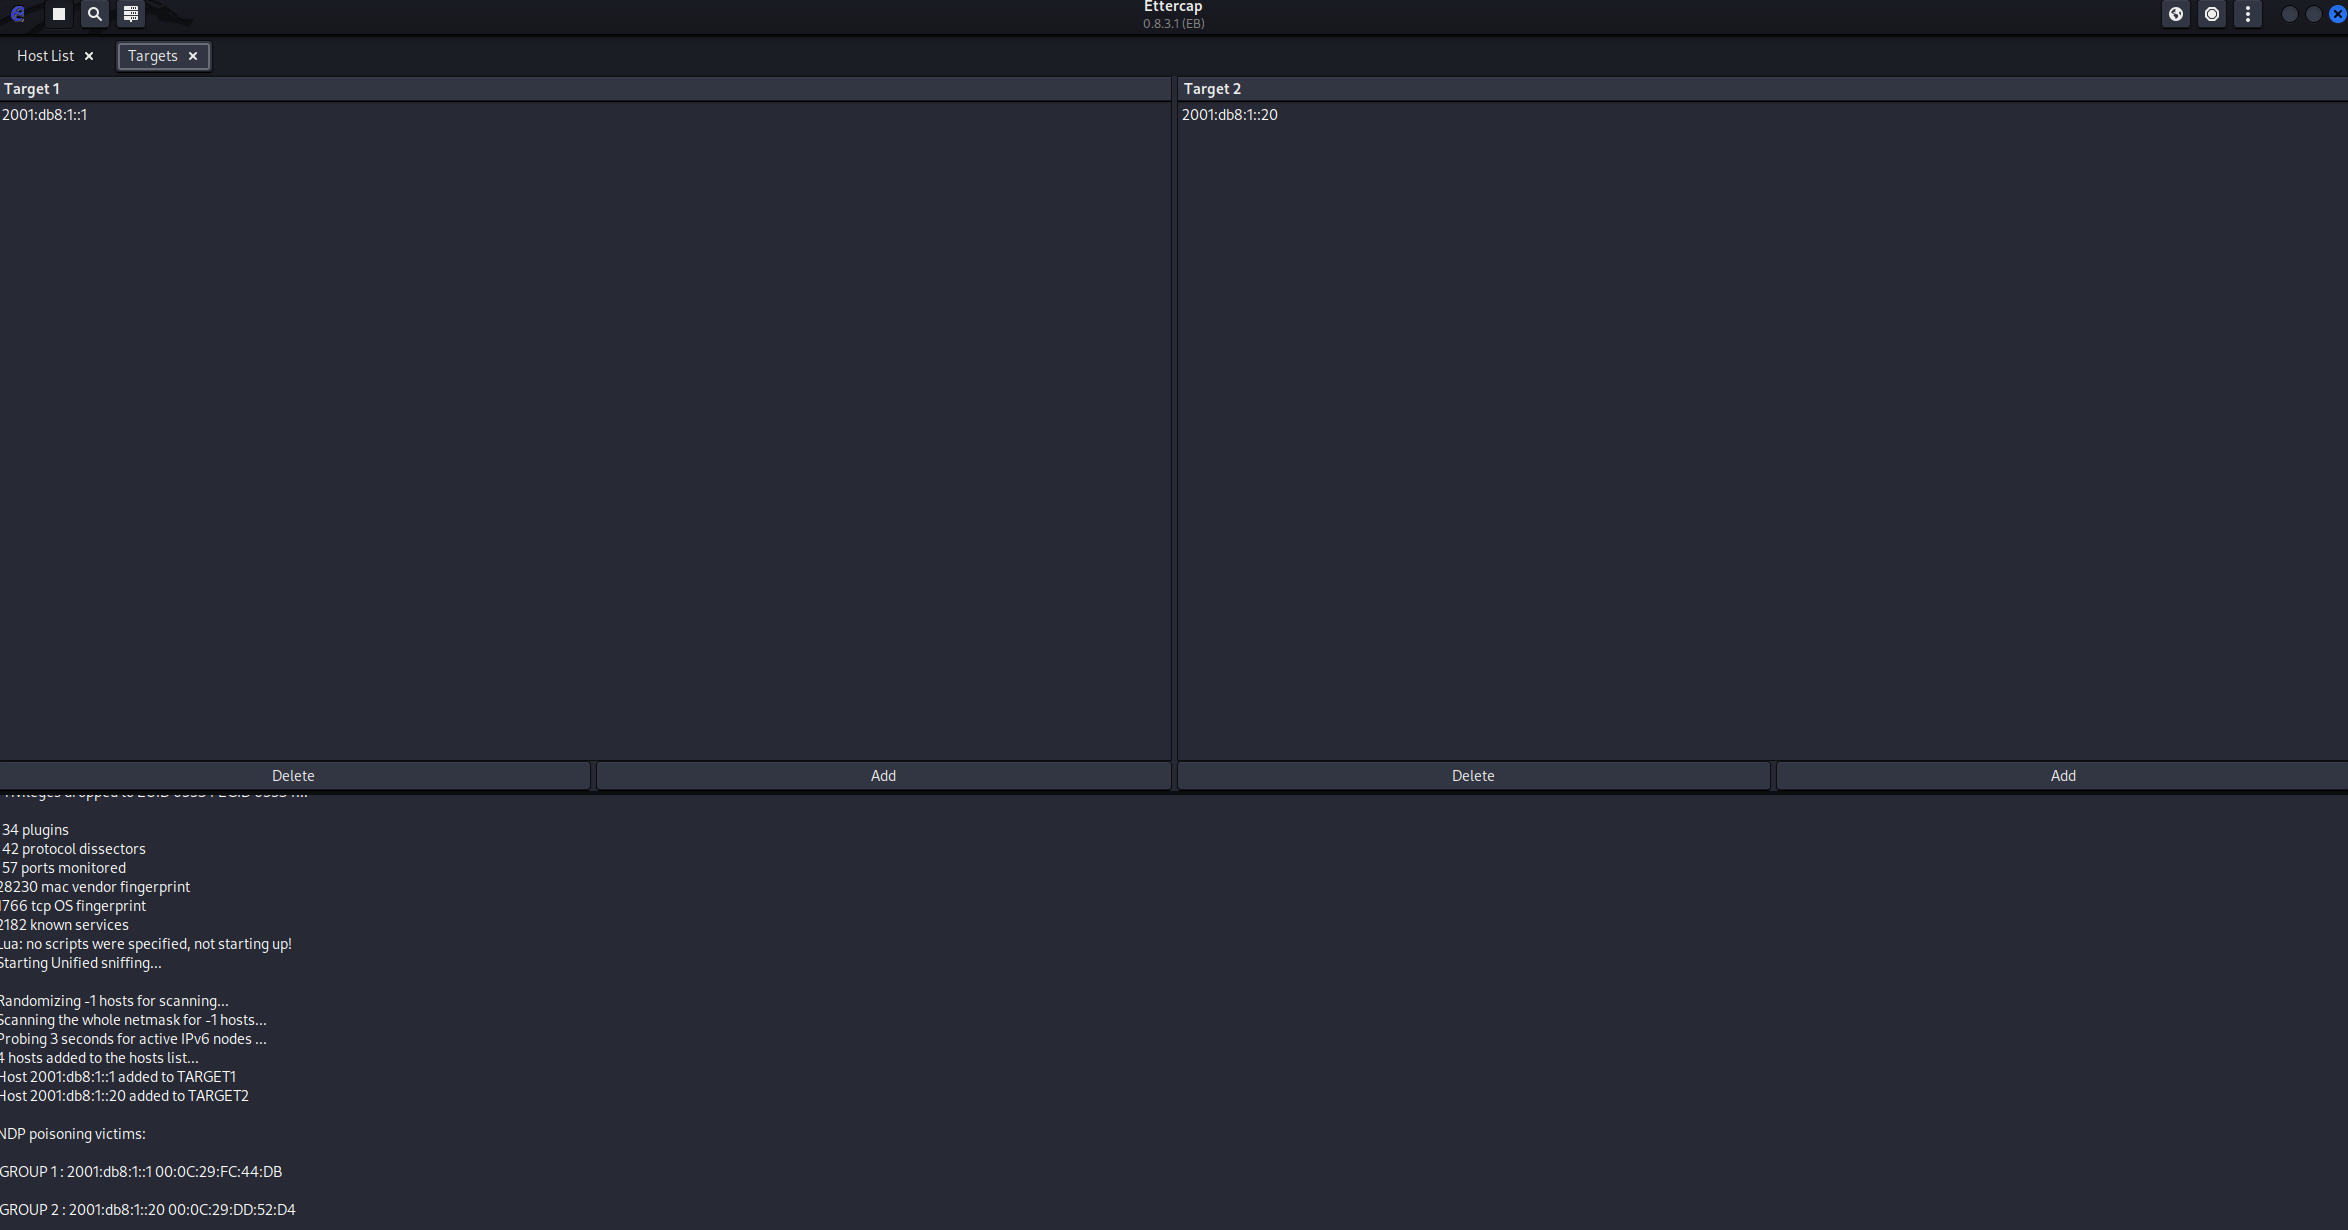 Ettercap
0.8.3.1 (EB)
Host List
Targets
Target 1
Target 2
2001:db8:1::1
2001:db8:1::20
Delete
Add
Delete
Add
dropped to
34 plugins
42 protocol dissectors
57 ports monitored
28230 mac vendor fingerprint
1766 tcp OS fingerprint
2182 known services
Lua: no scripts were specified, not starting up!
Starting Unified sniffing...
Randomizing -1 hosts for scanning...
Scanning the whole netmask for -1 hosts...
Probing 3 seconds for active IPv6 nodes ...
4 hosts added to the hosts list...
Host 2001:db8:1::1 added to TARGET1
Host 2001:db8:1::20 added to TARGET2
NDP poisoning victims:
GROUP 1 : 2001:db8:1::1 00:0C:29:FC:44:DB
GROUP 2 : 2001:db8:1::20 00:0C:29:DD:52:D4